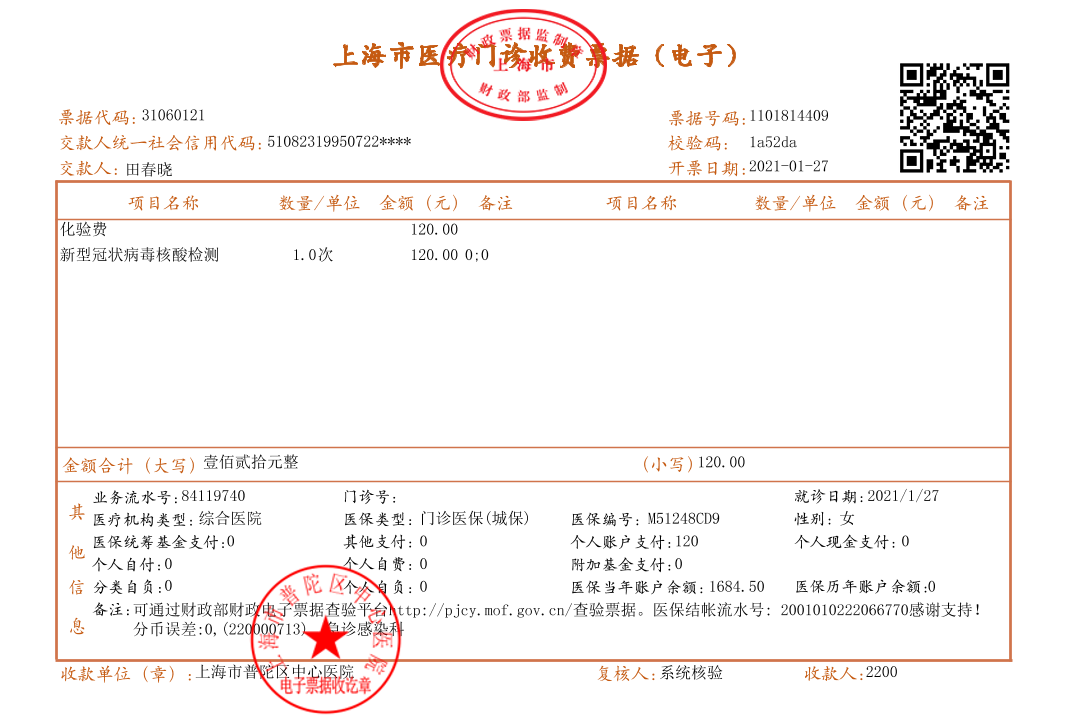 上海市医疗门诊收费票据（电子）
财政票据监制章
上海市
财政部监制
票据代码: 31060121 票据号码: 1101814409
交款人统一社会信用代码: 51082319950722**** 校验码: 1a52da
交款人: 田春晓 开票日期: 2021-01-27
项目名称 数量/单位 金额（元） 备注 项目名称 数量/单位 金额（元） 备注
化验费 120.00
新型冠状病毒核酸检测 1.0次 120.00 0;0
金额合计（大写） 壹佰贰拾元整 （小写） 120.00
其他信息
业务流水号: 84119740 门诊号: 就诊日期: 2021/1/27
医疗机构类型: 综合医院 医保类型: 门诊医保(城保) 医保编号: M51248CD9 性别: 女
医保统筹基金支付:0 其他支付: 0 个人账户支付:120 个人现金支付: 0
个人自付:0 个人自费: 0 附加基金支付:0
分类自负:0 个人自负: 0 医保当年账户余额:1684.50 医保历年账户余额:0
备注:可通过财政部财政电子票据查验平台http://pjcy.mof.gov.cn/查验票据。医保结帐流水号: 2001010222066770感谢支持!
分币误差:0,(220000713) 急诊感染科
收款单位（章）: 上海市普陀区中心医院 复核人: 系统核验 收款人: 2200
上海市普陀区中心医院
电子票据收讫章